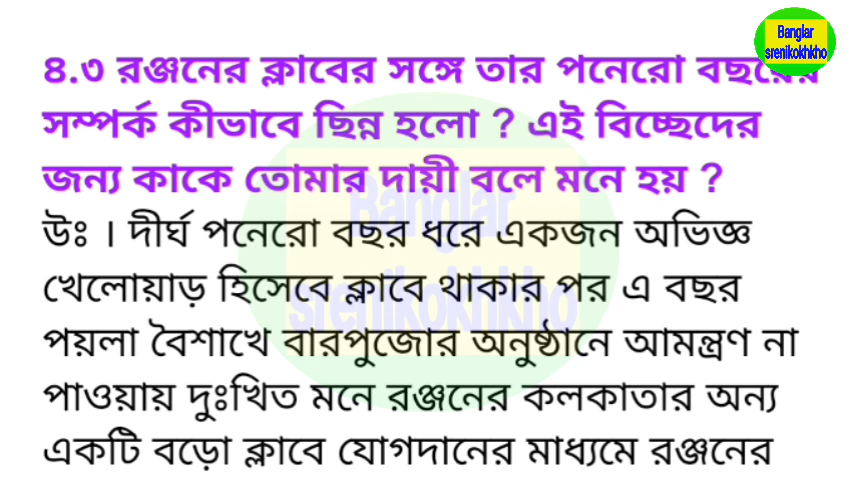 Banglar
srenikokhkho
৪.৩ রঞ্জনের ক্লাবের সঙ্গে তার পনেরো বছরের
সম্পর্ক কীভাবে ছিন্ন হলো ? এই বিচ্ছেদের
জন্য কাকে তোমার দায়ী বলে মনে হয় ?
উঃ । দীর্ঘ পনেরো বছর ধরে একজন অভিজ্ঞ
খেলোয়াড় হিসেবে ক্লাবে থাকার পর এ বছর
পয়লা বৈশাখে বারপুজোর অনুষ্ঠানে আমন্ত্রণ না
পাওয়ায় দুঃখিত মনে রঞ্জনের কলকাতার অন্য
একটি বড়ো ক্লাবে যোগদানের মাধ্যমে রঞ্জনের
Banglar
srenikokhkho